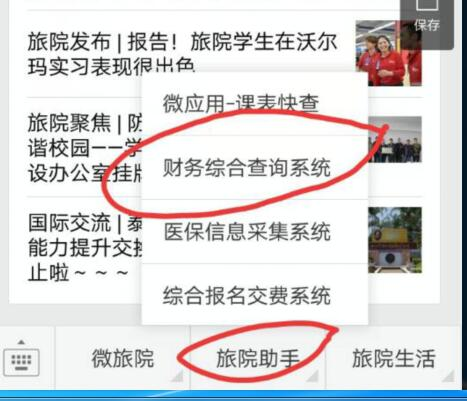 保存
旅院发布 | 报告！旅院学生在沃尔
玛实习表现很出色
微应用-课表快查
旅院聚焦 | 防
谐校园——学
设办公室挂牌
财务综合查询系统
医保信息采集系统
国际交流 | 泰
能力提升交换
止啦～～～
综合报名交费系统
微旅院
旅院助手
旅院生活